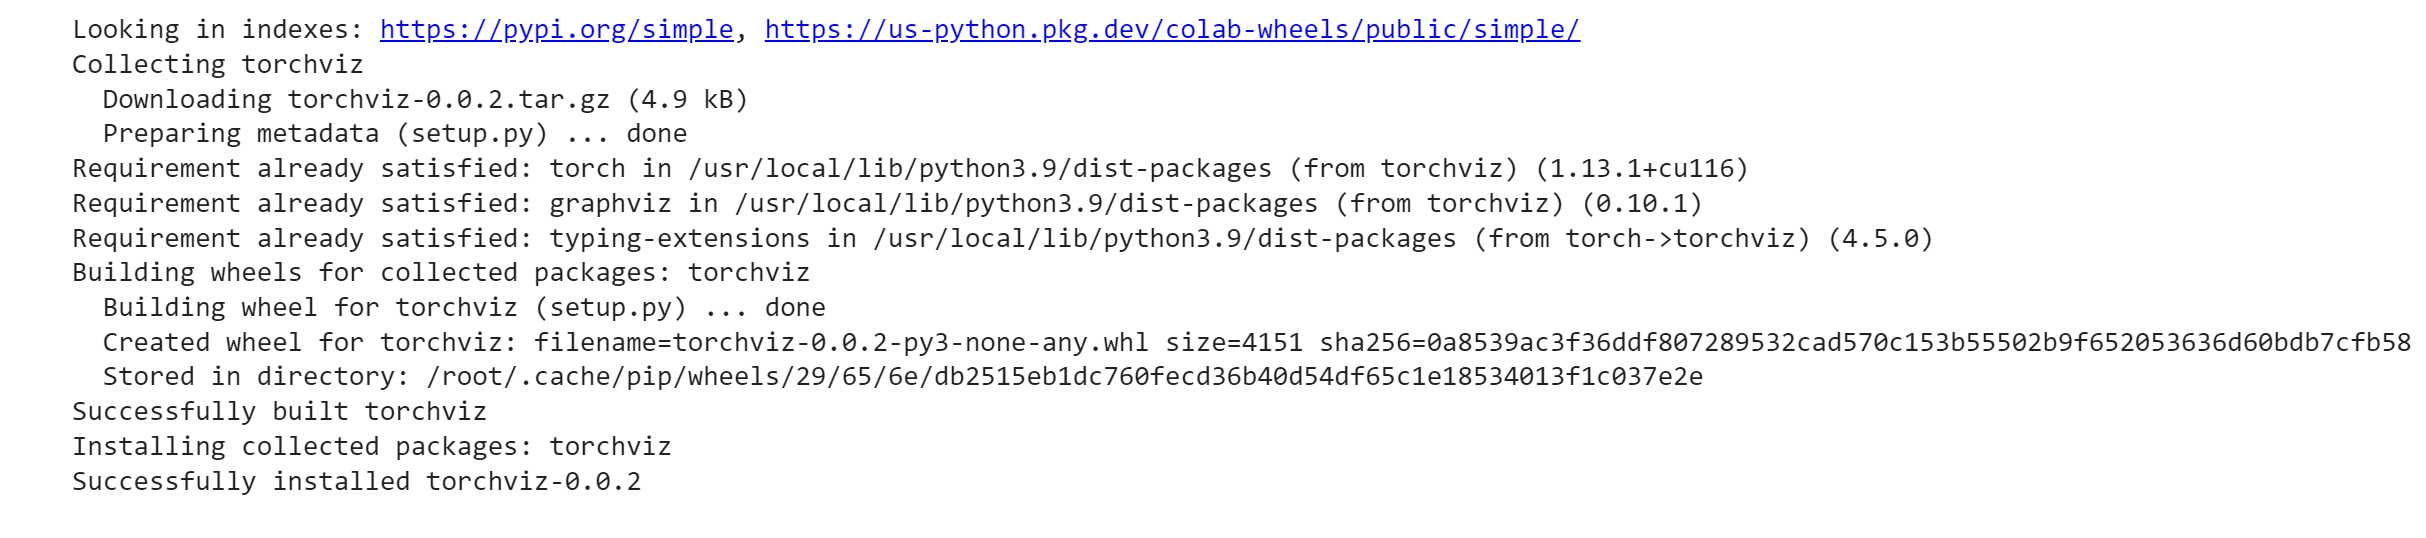 Looking in indexes: https://pypi.org/simple, https://us-python.pkg.dev/colab-wheels/public/simple/
Collecting torchviz
  Downloading torchviz-0.0.2.tar.gz (4.9 kB)
  Preparing metadata (setup.py) ... done
Requirement already satisfied: torch in /usr/local/lib/python3.9/dist-packages (from torchviz) (1.13.1+cu116)
Requirement already satisfied: graphviz in /usr/local/lib/python3.9/dist-packages (from torchviz) (0.10.1)
Requirement already satisfied: typing-extensions in /usr/local/lib/python3.9/dist-packages (from torch->torchviz) (4.5.0)
Building wheels for collected packages: torchviz
  Building wheel for torchviz (setup.py) ... done
  Created wheel for torchviz: filename=torchviz-0.0.2-py3-none-any.whl size=4151 sha256=0a8539ac3f36ddf807289532cad570c153b55502b9f652053636d60bdb7cfb58
  Stored in directory: /root/.cache/pip/wheels/29/65/6e/db2515eb1dc760fecd36b40d54df65c1e18534013f1c037e2e
Successfully built torchviz
Installing collected packages: torchviz
Successfully installed torchviz-0.0.2